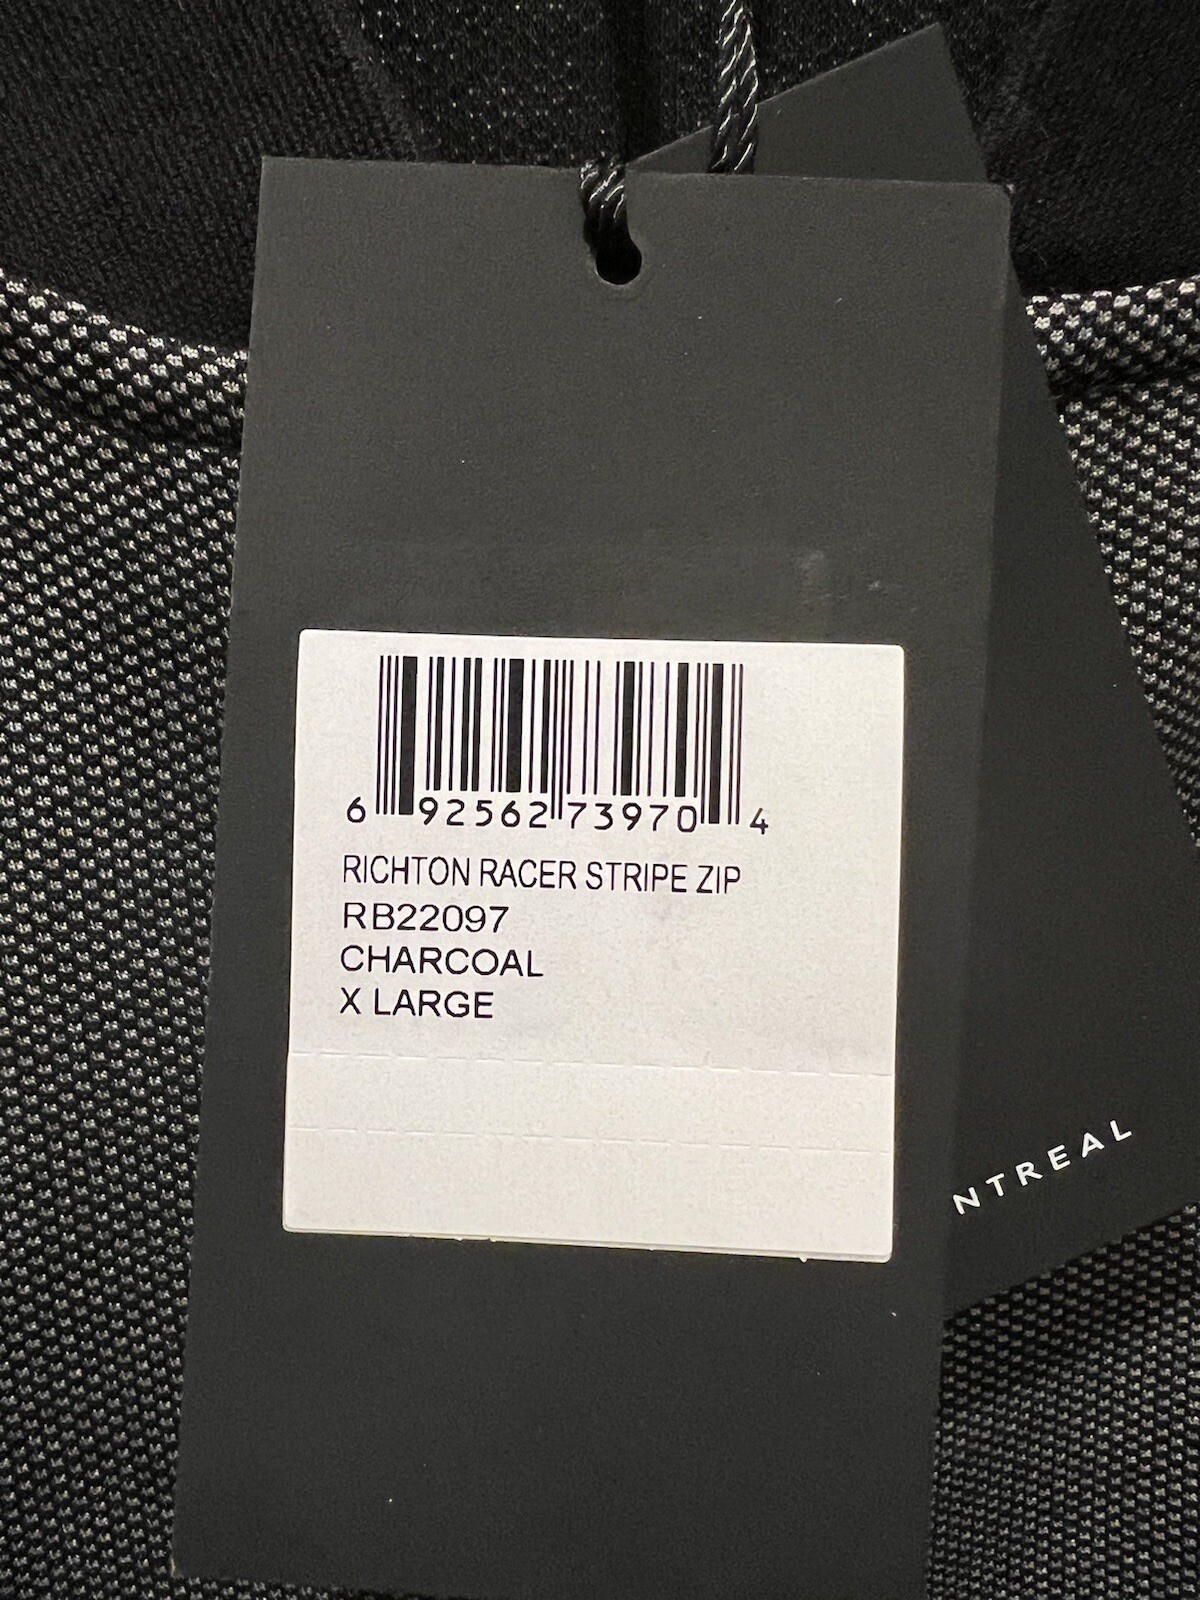 6 92562 73970 4
RICHTON RACER STRIPE ZIP
RB22097
CHARCOAL
X LARGE
NTREAL